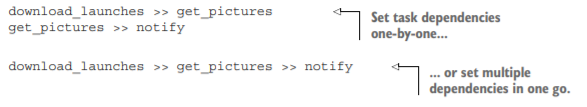 download_launches >> get_pictures
get_pictures >> notify
Set task dependencies
one-by-one...
download_launches >> get_pictures >> notify
... or set multiple
dependencies in one go.